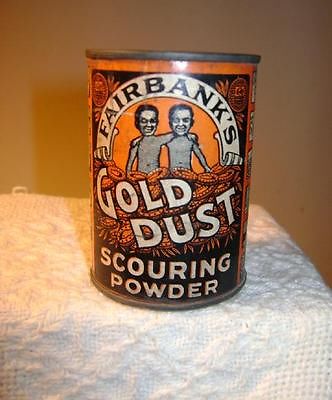 FAIRBANK'S
GOLD
DUST
SCOURING
POWDER